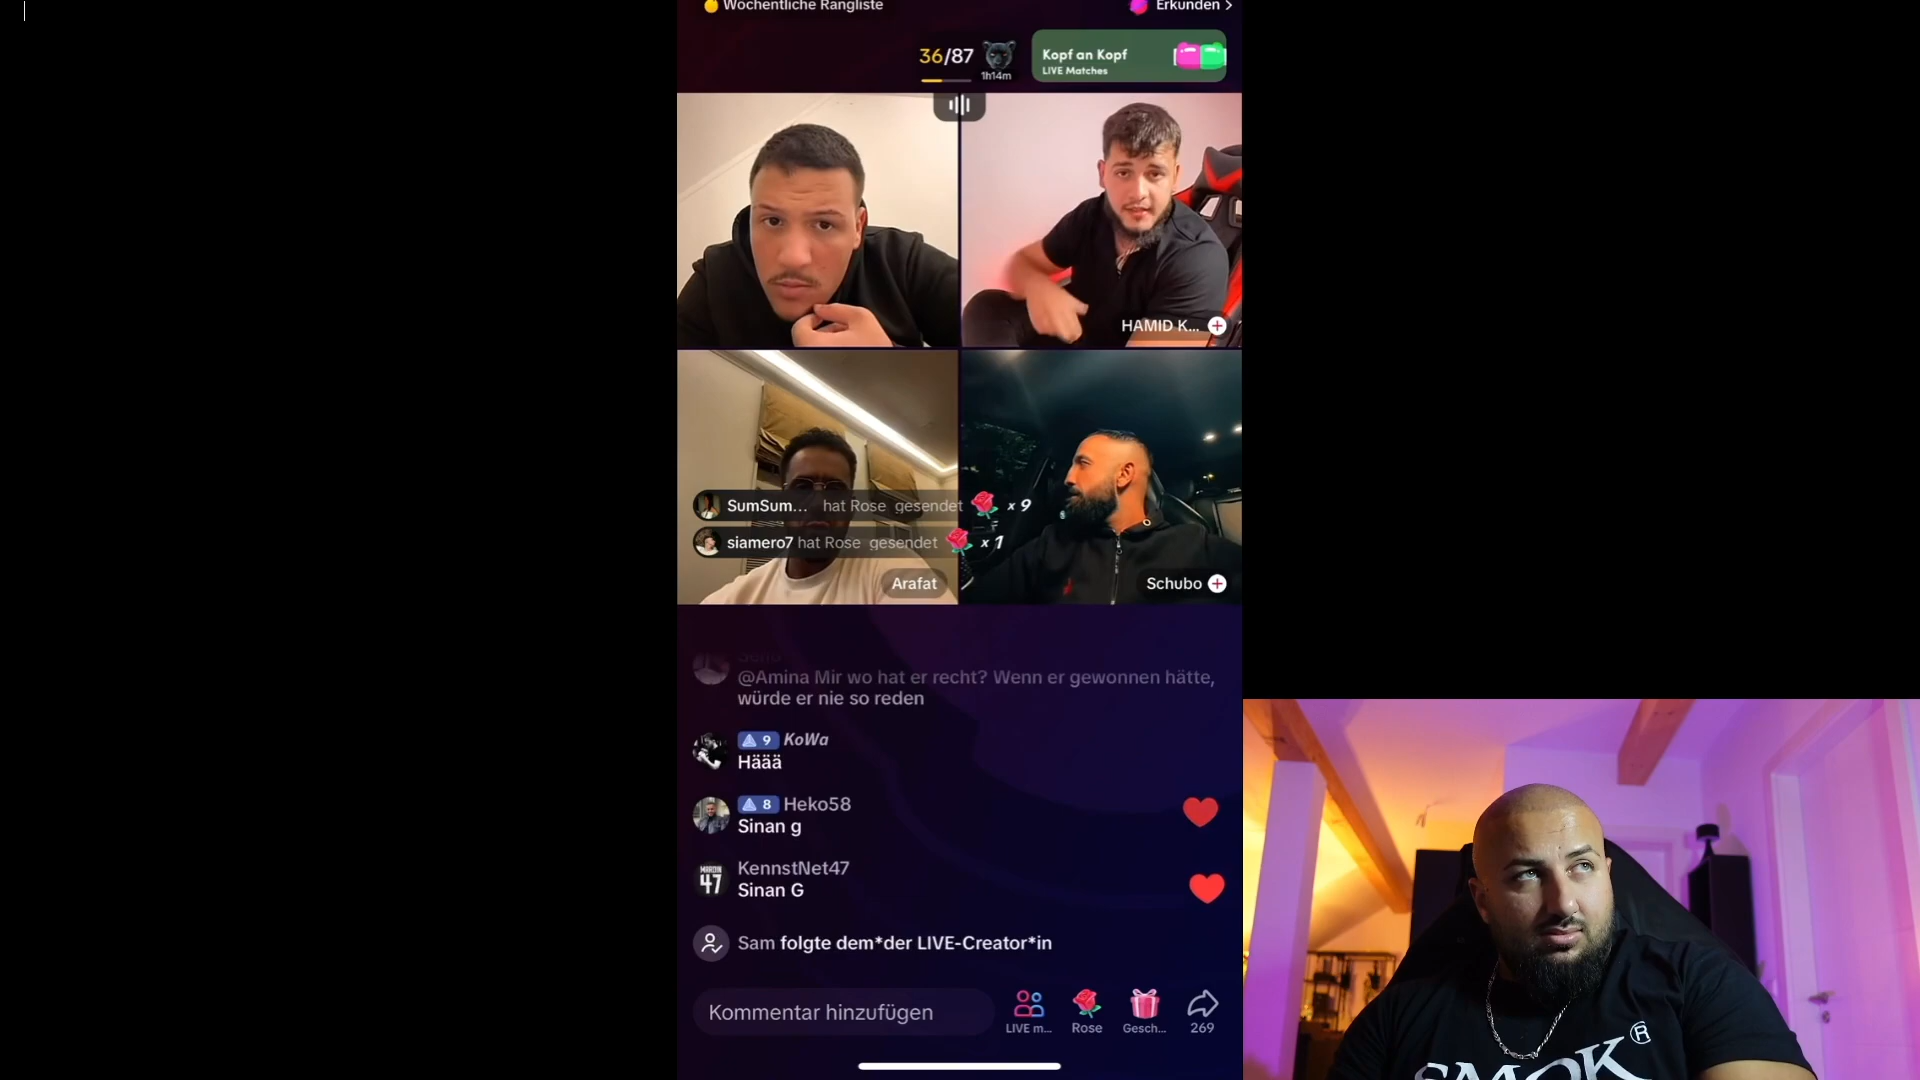 Wöchentliche Rangliste
Erkunden >
36/87
1h14m
Kopf an Kopf
LIVE Matches
HAMID K...
SumSum... hat Rose gesendet x 9
siamero7 hat Rose gesendet x 1
Arafat
Schubo
@Amina Mir wo hat er recht? Wenn er gewonnen hätte,
würde er nie so reden
9 KoWa
Häää
8 Heko58
Sinan g
MARDIN
47
KennstNet47
Sinan G
Sam folgte dem*der LIVE-Creator*in
Kommentar hinzufügen
LIVE m...
Rose
Gesch...
269
SMOK®